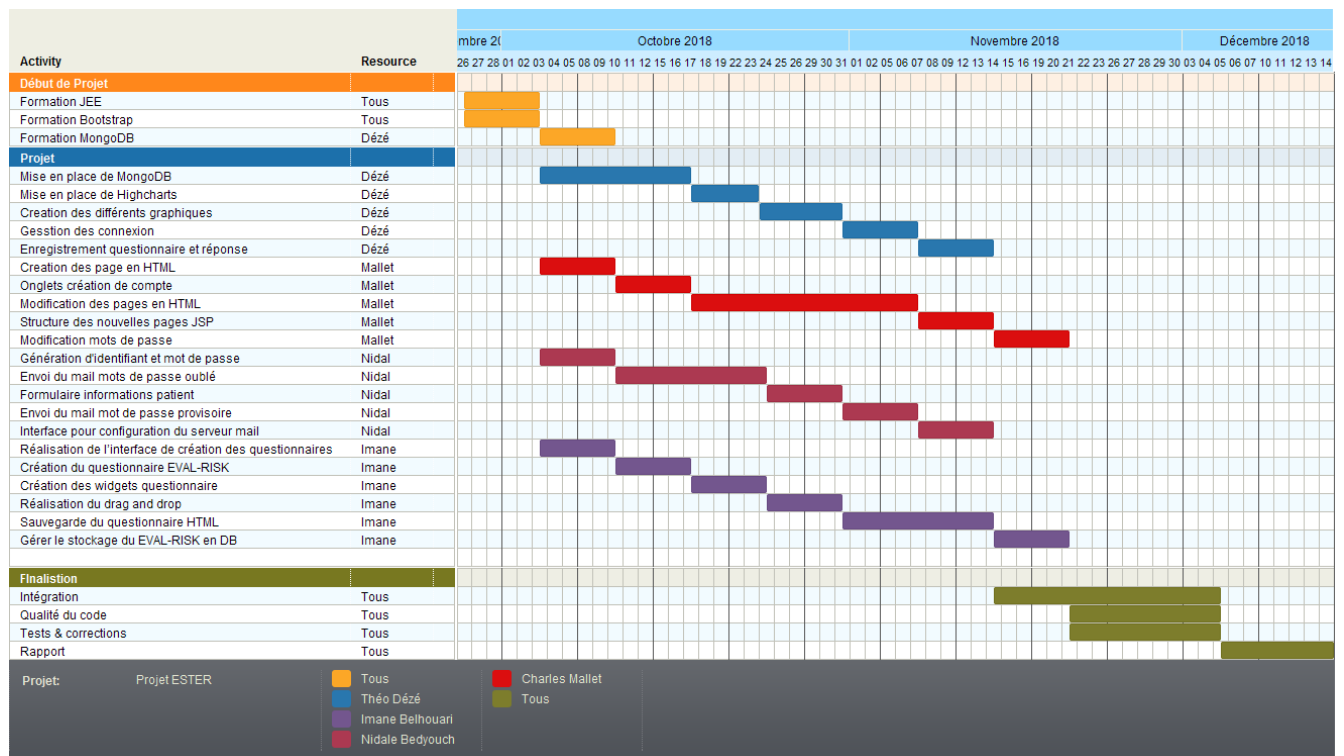 mbre 20 Octobre 2018 Novembre 2018 Décembre 2018
Activity Resource 26 27 28 01 02 03 04 05 08 09 10 11 12 15 16 17 18 19 22 23 24 25 26 29 30 31 01 02 05 06 07 08 09 12 13 14 15 16 19 20 21 22 23 26 27 28 29 30 03 04 05 06 07 10 11 12 13 14
Début de Projet
Formation JEE Tous
Formation Bootstrap Tous
Formation MongoDB Dézé
Projet
Mise en place de MongoDB Dézé
Mise en place de Highcharts Dézé
Creation des différents graphiques Dézé
Gesstion des connexion Dézé
Enregistrement questionnaire et réponse Dézé
Creation des page en HTML Mallet
Onglets création de compte Mallet
Modification des pages en HTML Mallet
Structure des nouvelles pages JSP Mallet
Modification mots de passe Mallet
Génération d'identifiant et mot de passe Nidal
Envoi du mail mots de passe oublé Nidal
Formulaire informations patient Nidal
Envoi du mail mot de passe provisoire Nidal
Interface pour configuration du serveur mail Nidal
Réalisation de l'interface de création des questionnaires Imane
Création du questionnaire EVAL-RISK Imane
Création des widgets questionnaire Imane
Réalisation du drag and drop Imane
Sauvegarde du questionnaire HTML Imane
Gérer le stockage du EVAL-RISK en DB Imane
FInalistion
Intégration Tous
Qualité du code Tous
Tests & corrections Tous
Rapport Tous
Projet: Projet ESTER Tous Charles Mallet
Théo Dézé Tous
Imane Belhouari
Nidale Bedyouch